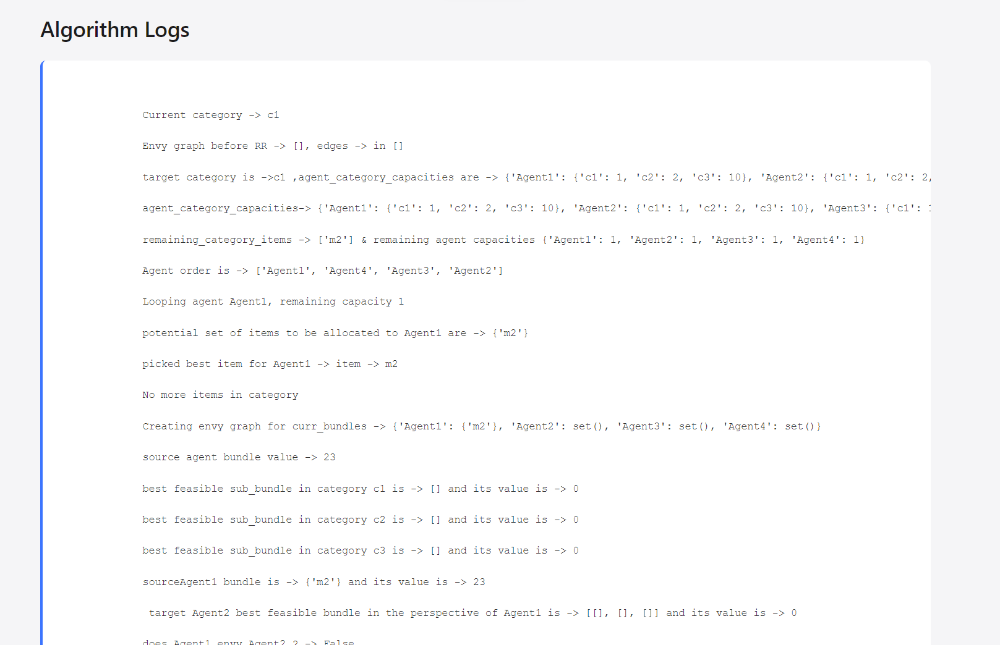 Algorithm Logs
Current category -> c1
Envy graph before RR -> [], edges -> in []
target category is ->c1 ,agent_category_capacities are -> {'Agent1': {'c1': 1, 'c2': 2, 'c3': 10}, 'Agent2': {'c1': 1, 'c2': 2,
agent_category_capacities-> {'Agent1': {'c1': 1, 'c2': 2, 'c3': 10}, 'Agent2': {'c1': 1, 'c2': 2, 'c3': 10}, 'Agent3': {'c1':
remaining_category_items -> ['m2'] & remaining agent capacities {'Agent1': 1, 'Agent2': 1, 'Agent3': 1, 'Agent4': 1}
Agent order is -> ['Agent1', 'Agent4', 'Agent3', 'Agent2']
Looping agent Agent1, remaining capacity 1
potential set of items to be allocated to Agent1 are -> {'m2'}
picked best item for Agent1 -> item -> m2
No more items in category
Creating envy graph for curr_bundles -> {'Agent1': {'m2'}, 'Agent2': set(), 'Agent3': set(), 'Agent4': set()}
source agent bundle value -> 23
best feasible sub_bundle in category c1 is -> [] and its value is -> 0
best feasible sub_bundle in category c2 is -> [] and its value is -> 0
best feasible sub_bundle in category c3 is -> [] and its value is -> 0
sourceAgent1 bundle is -> {'m2'} and its value is -> 23
target Agent2 best feasible bundle in the perspective of Agent1 is -> [[], [], []] and its value is -> 0
does Agent1 envy Agent2 ? -> False